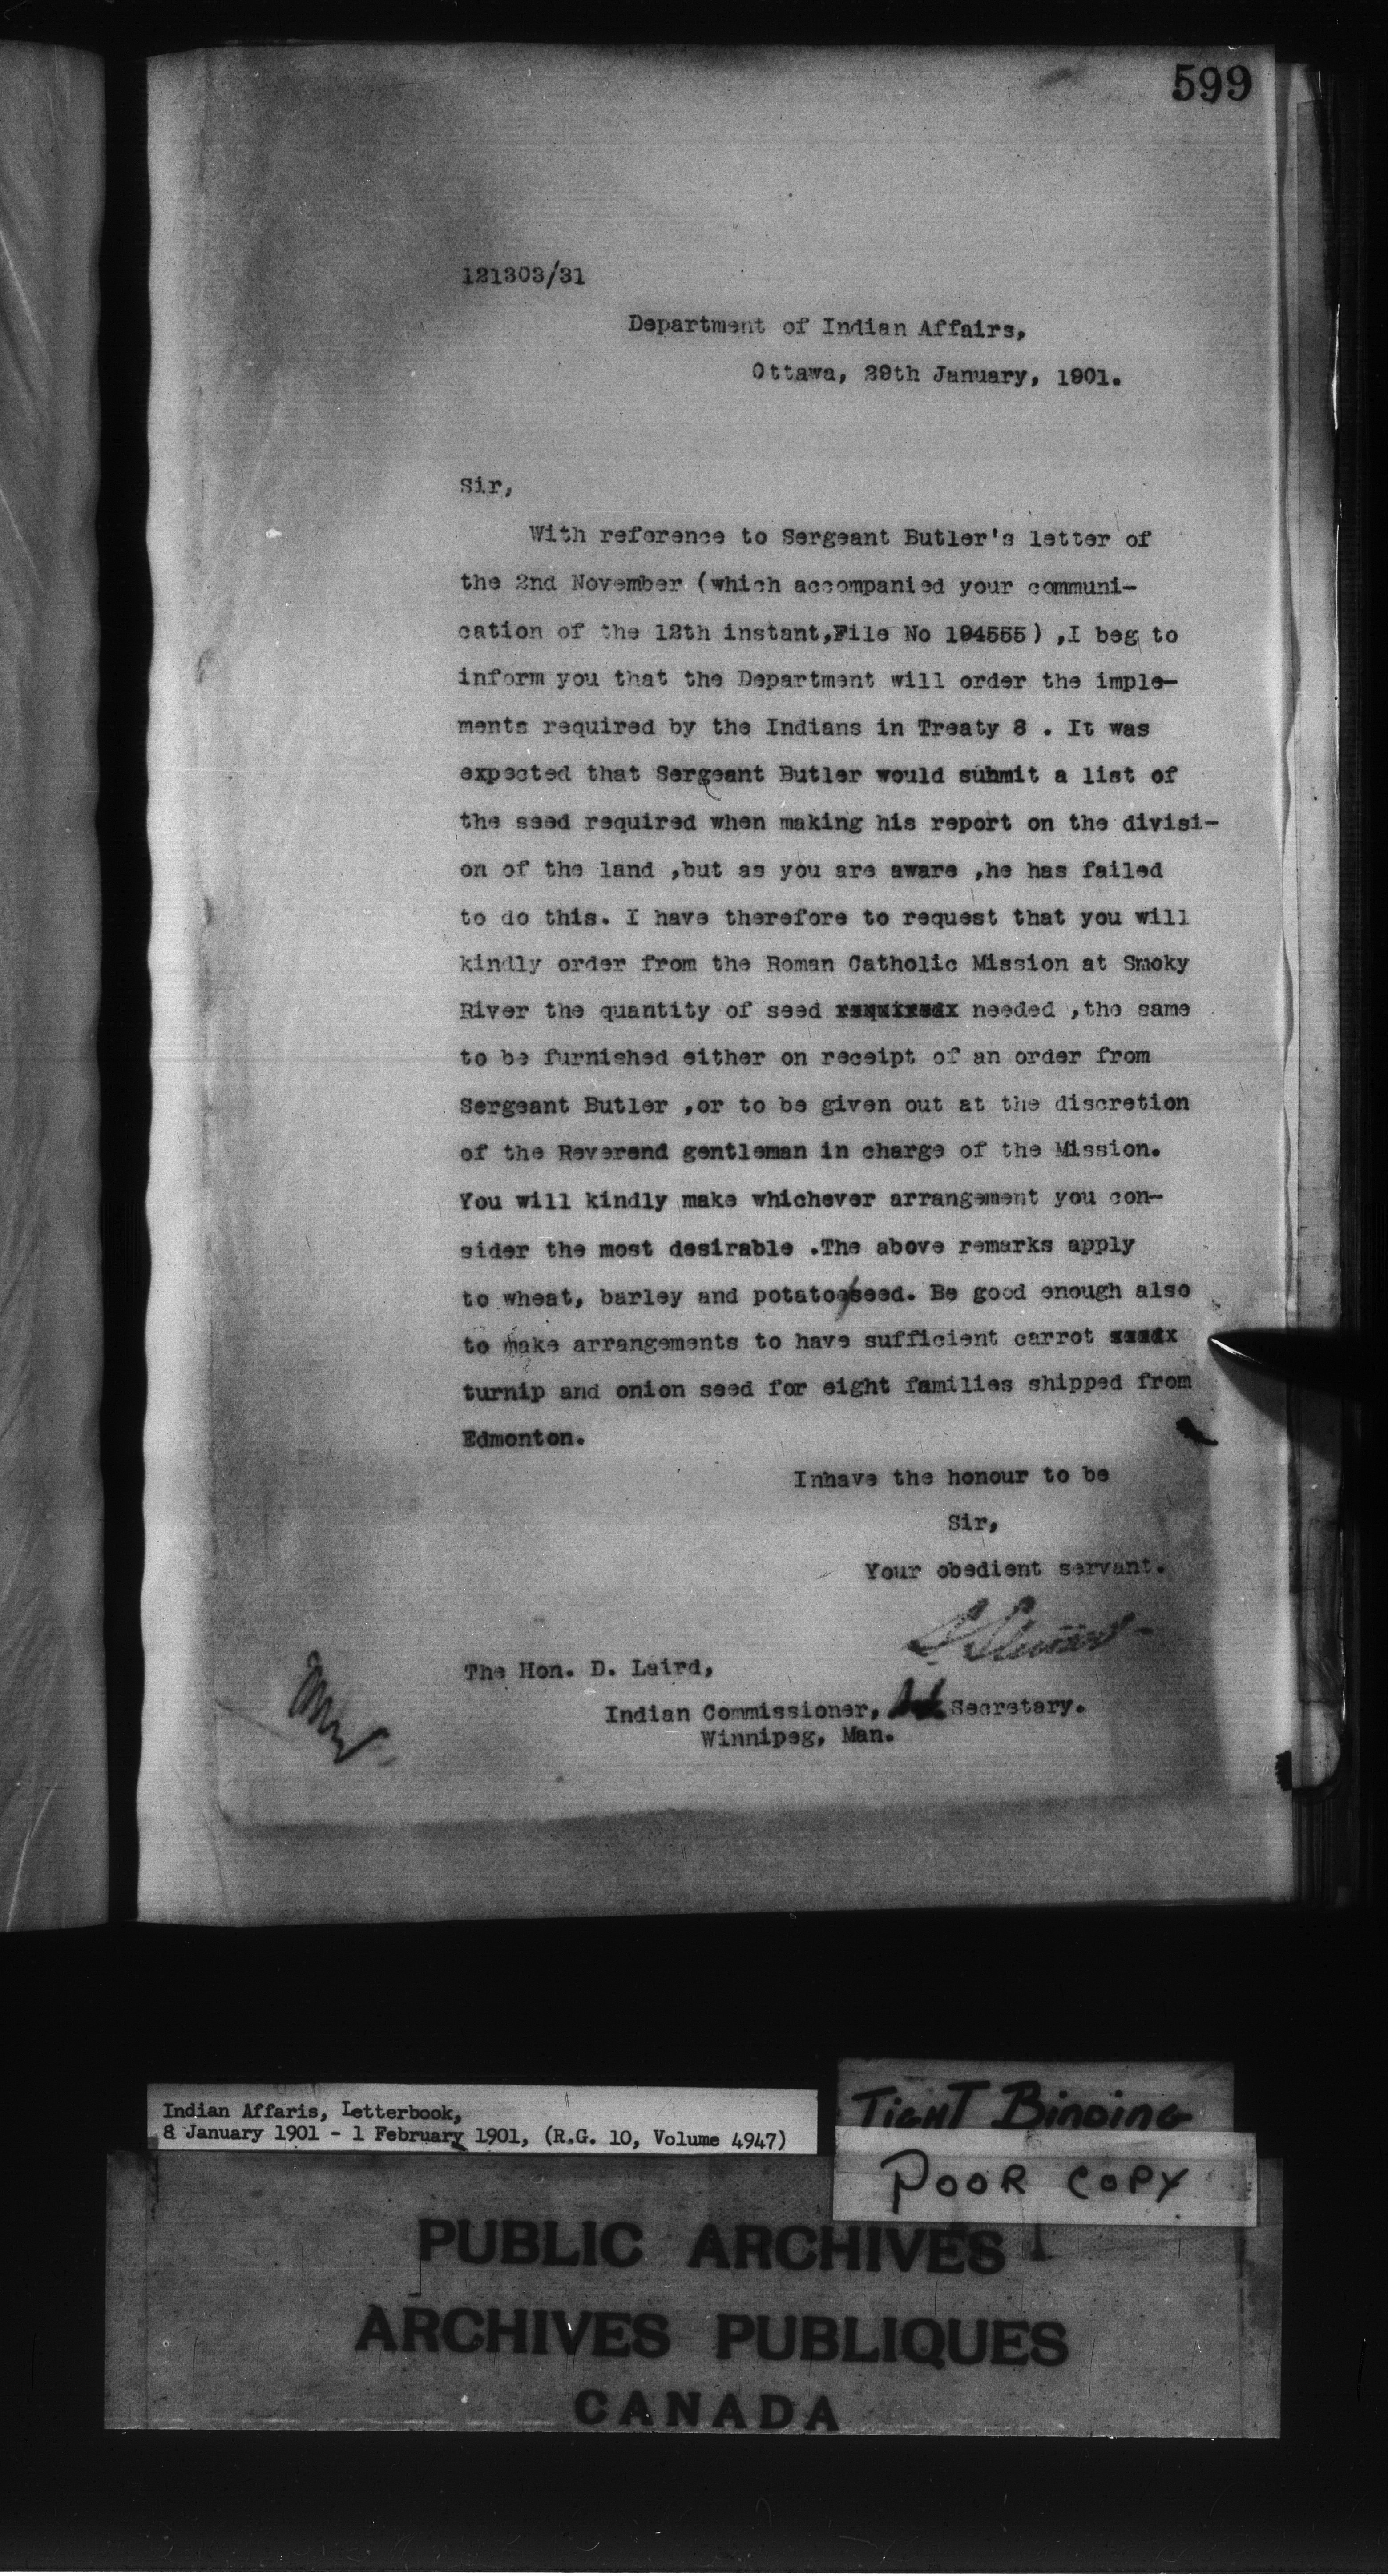 599
121303/31
Department of Indian Affairs,
Ottawa, 29th January, 1901.
Sir,
With reference to Sergeant Butler's letter of
the 2nd November (which accompanied your communi-
cation of the 12th instant,File No 194555) ,I beg to
inform you that the Department will order the imple-
ments required by the Indians in Treaty 8 . It was
expected that Sergeant Butler would submit a list of
the seed required when making his report on the divisi-
on of the land ,but as you are aware ,he has failed
to do this. I have therefore to request that you will
kindly order from the Roman Catholic Mission at Smoky
River the quantity of seed needed ,the same
to be furnished either on receipt of an order from
Sergeant Butler ,or to be given out at the discretion
of the Reverend gentleman in charge of the Mission.
You will kindly make whichever arrangement you con-
sider the most desirable .The above remarks apply
to wheat, barley and potato seed. Be good enough also
to make arrangements to have sufficient carrot
turnip and onion seed for eight families shipped from
Edmonton.
Inhave the honour to be
Sir,
Your obedient servant.
The Hon. D. Laird,
Indian Commissioner, Secretary.
Winnipeg, Man.
Indian Affaris, Letterbook,
8 January 1901 - 1 February 1901, (R.G. 10, Volume 4947)
TIGHT BINDING
POOR COPY
PUBLIC ARCHIVES
ARCHIVES PUBLIQUES
CANADA